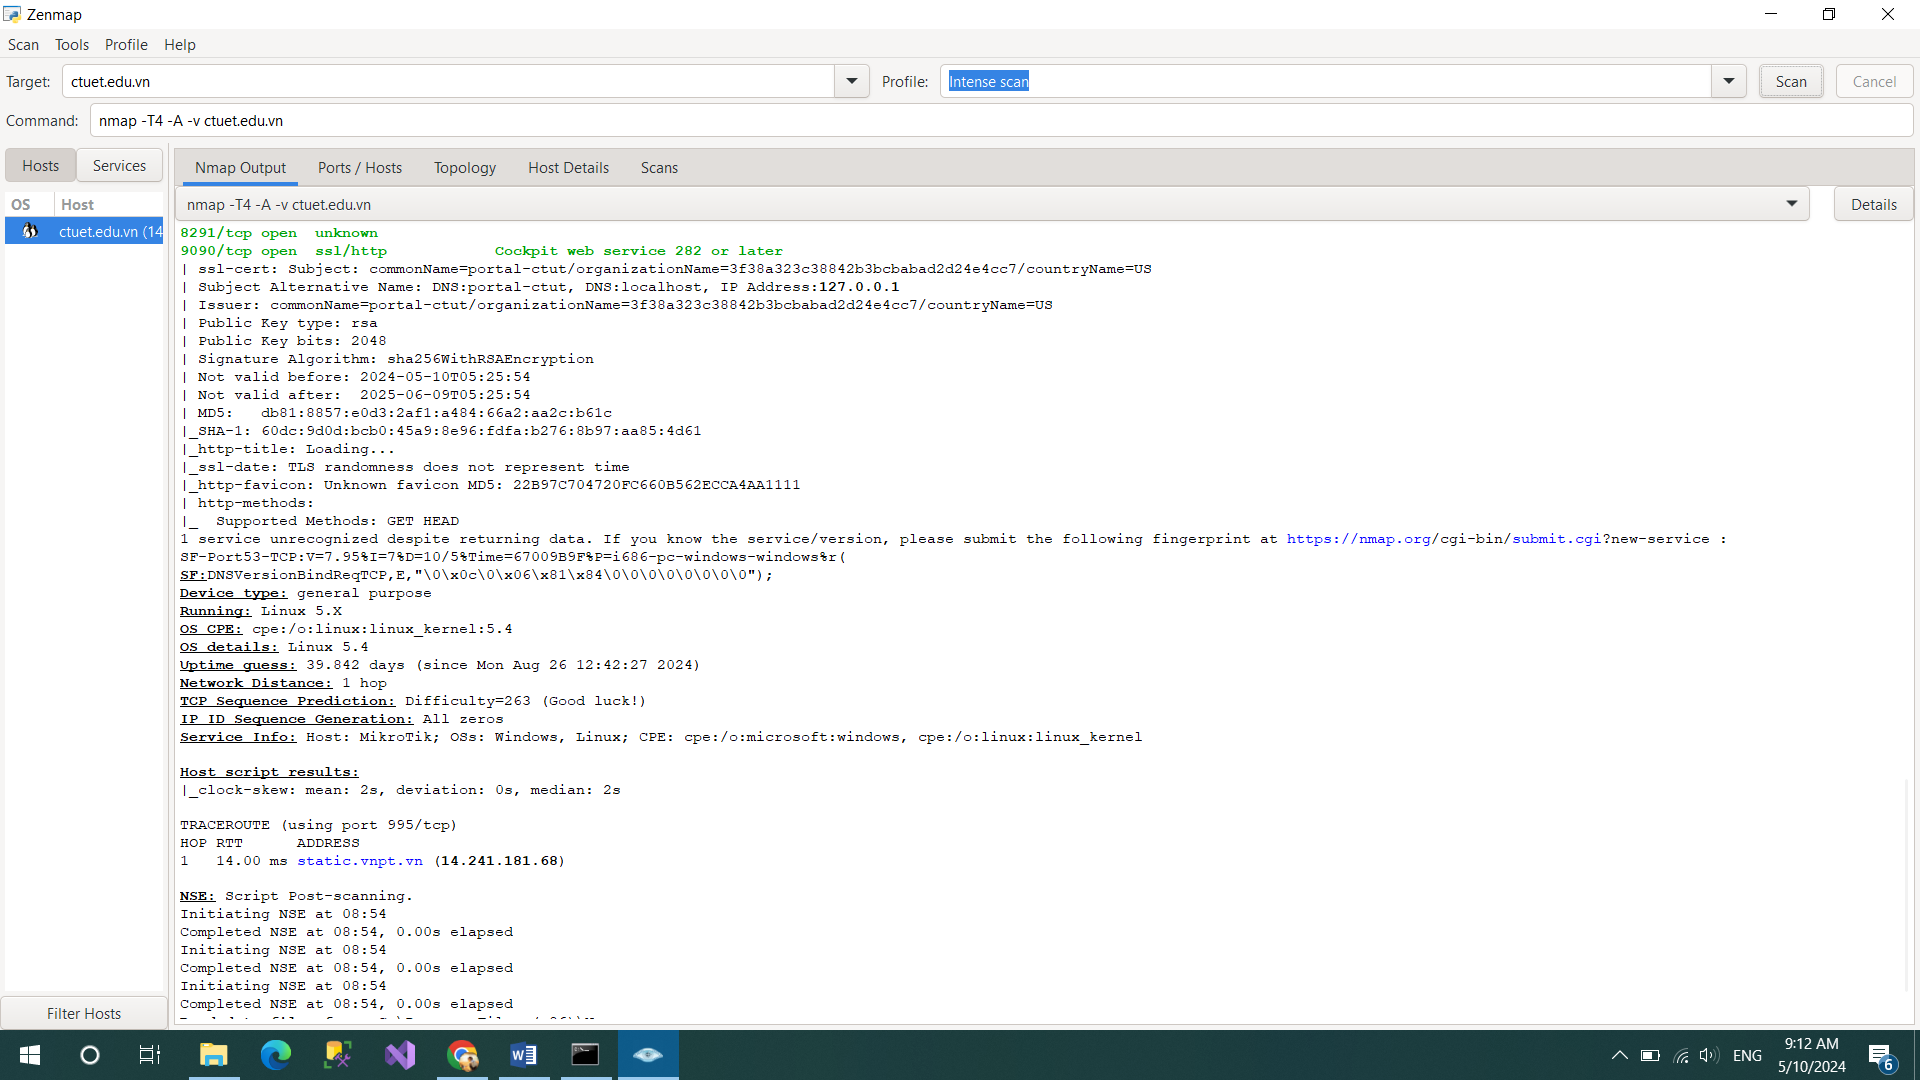 Zenmap
Scan Tools Profile Help
Target: ctuet.edu.vn Profile: Intense scan Scan Cancel
Command: nmap -T4 -A -v ctuet.edu.vn
Hosts Services
OS Host
ctuet.edu.vn (14
Filter Hosts
Nmap Output Ports / Hosts Topology Host Details Scans
nmap -T4 -A -v ctuet.edu.vn Details
8291/tcp open  unknown
9090/tcp open  ssl/http            Cockpit web service 282 or later
| ssl-cert: Subject: commonName=portal-ctut/organizationName=3f38a323c38842b3bcbabad2d24e4cc7/countryName=US
| Subject Alternative Name: DNS:portal-ctut, DNS:localhost, IP Address:127.0.0.1
| Issuer: commonName=portal-ctut/organizationName=3f38a323c38842b3bcbabad2d24e4cc7/countryName=US
| Public Key type: rsa
| Public Key bits: 2048
| Signature Algorithm: sha256WithRSAEncryption
| Not valid before: 2024-05-10T05:25:54
| Not valid after:  2025-06-09T05:25:54
| MD5:   db81:8857:e0d3:2af1:a484:66a2:aa2c:b61c
|_SHA-1: 60dc:9d0d:bcb0:45a9:8e96:fdfa:b276:8b97:aa85:4d61
|_http-title: Loading...
|_ssl-date: TLS randomness does not represent time
|_http-favicon: Unknown favicon MD5: 22B97C704720FC660B562ECCA4AA1111
| http-methods:
|_  Supported Methods: GET HEAD
1 service unrecognized despite returning data. If you know the service/version, please submit the following fingerprint at https://nmap.org/cgi-bin/submit.cgi?new-service :
SF-Port53-TCP:V=7.95%I=7%D=10/5%Time=67009B9F%P=i686-pc-windows-windows%r(
SF:DNSVersionBindReqTCP,E,"\0\x0c\0\x06\x81\x84\0\0\0\0\0\0\0\0");
Device type: general purpose
Running: Linux 5.X
OS CPE: cpe:/o:linux:linux_kernel:5.4
OS details: Linux 5.4
Uptime guess: 39.842 days (since Mon Aug 26 12:42:27 2024)
Network Distance: 1 hop
TCP Sequence Prediction: Difficulty=263 (Good luck!)
IP ID Sequence Generation: All zeros
Service Info: Host: MikroTik; OSs: Windows, Linux; CPE: cpe:/o:microsoft:windows, cpe:/o:linux:linux_kernel
Host script results:
|_clock-skew: mean: 2s, deviation: 0s, median: 2s
TRACEROUTE (using port 995/tcp)
HOP RTT      ADDRESS
1   14.00 ms static.vnpt.vn (14.241.181.68)
NSE: Script Post-scanning.
Initiating NSE at 08:54
Completed NSE at 08:54, 0.00s elapsed
Initiating NSE at 08:54
Completed NSE at 08:54, 0.00s elapsed
Initiating NSE at 08:54
Completed NSE at 08:54, 0.00s elapsed
ENG
9:12 AM
5/10/2024
6